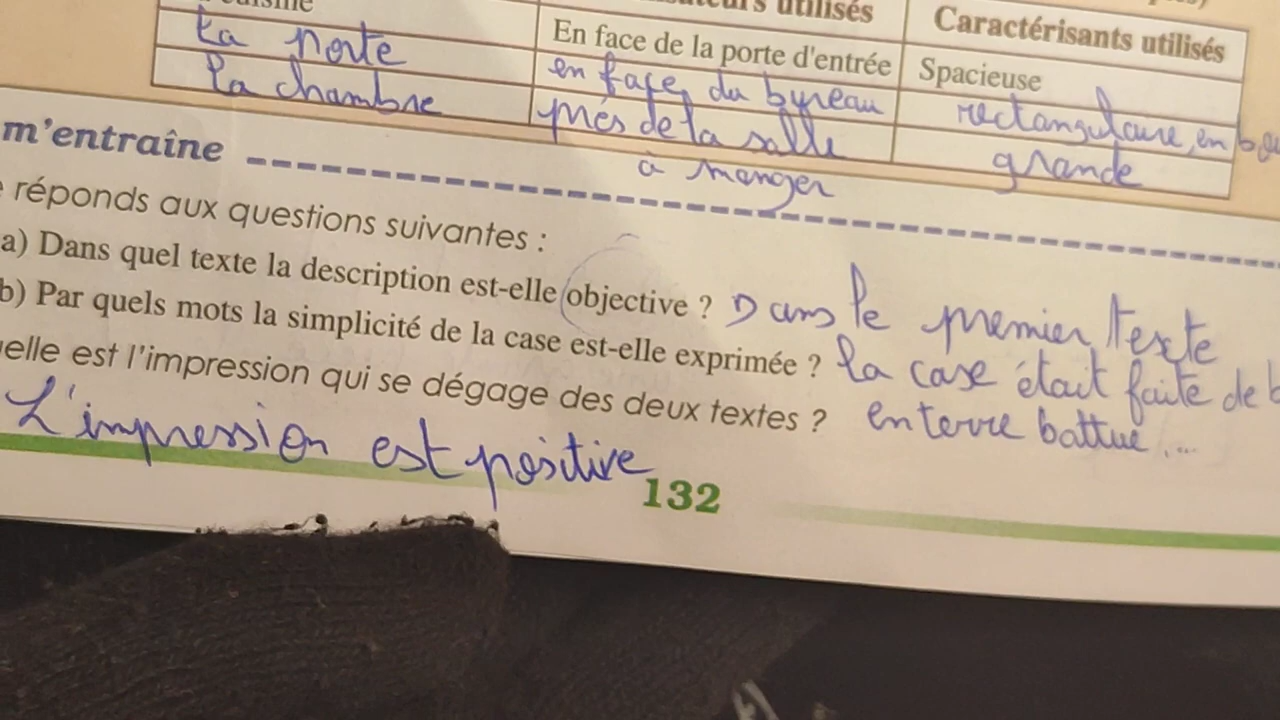 utilisés Caractérisants utilisés
En face de la porte d'entrée Spacieuse
La porte en face du bureau rectangulaire, en
la chambre près de la salle grande
à manger
m'entraîne
réponds aux questions suivantes :
a) Dans quel texte la description est-elle objective ? Dans le premier texte
b) Par quels mots la simplicité de la case est-elle exprimée ? la case était faite de
elle est l'impression qui se dégage des deux textes ? en terre battue ....
L'impression est positive
132